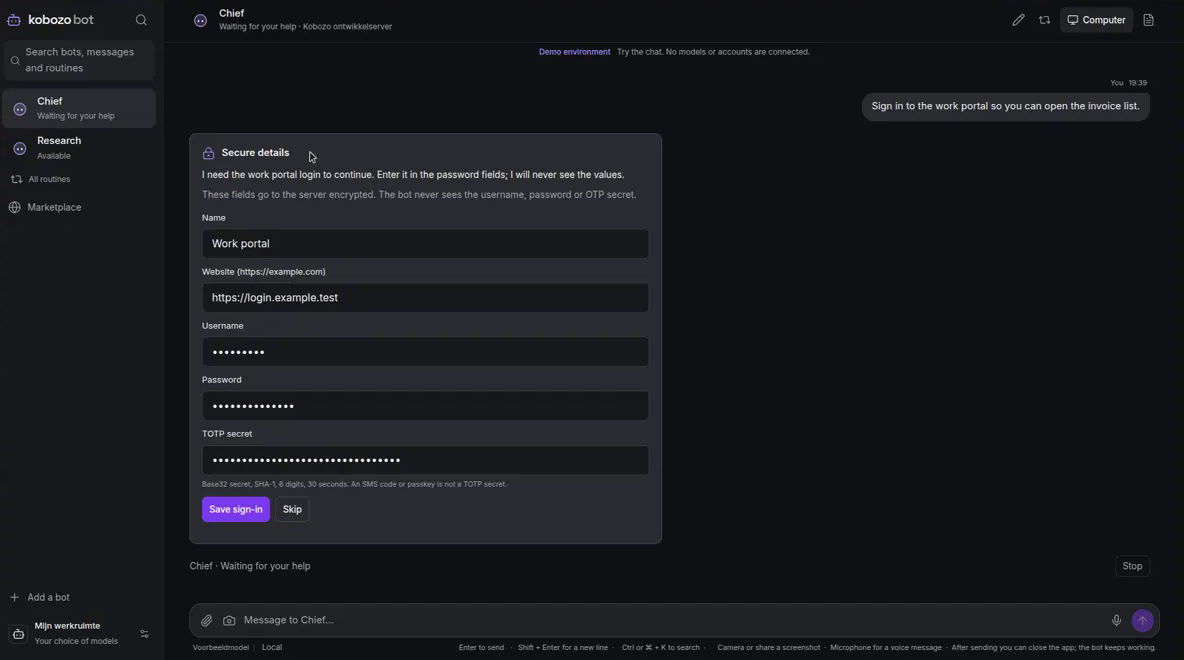 kobozo bot
Search bots, messages
and routines
Chief
Waiting for your help
Research
Available
All routines
Marketplace
Add a bot
Mijn werkruimte
Your choice of models
Chief
Waiting for your help · Kobozo ontwikkelserver
Computer
Demo environment Try the chat. No models or accounts are connected.
You 19:39
Sign in to the work portal so you can open the invoice list.
Secure details
I need the work portal login to continue. Enter it in the password fields; I will never see the values.
These fields go to the server encrypted. The bot never sees the username, password or OTP secret.
Name
Work portal
Website (https://example.com)
https://login.example.test
Username
•••••••••
Password
••••••••••••••
TOTP secret
••••••••••••••••••••••••••••••••
Base32 secret, SHA-1, 6 digits, 30 seconds. An SMS code or passkey is not a TOTP secret.
Save sign-in Skip
Chief · Waiting for your help
Stop
Message to Chief...
Voorbeeldmodel Local
Enter to send · Shift + Enter for a new line · Ctrl or ⌘ + K to search · Camera or share a screenshot · Microphone for a voice message · After sending you can close the app; the bot keeps working.